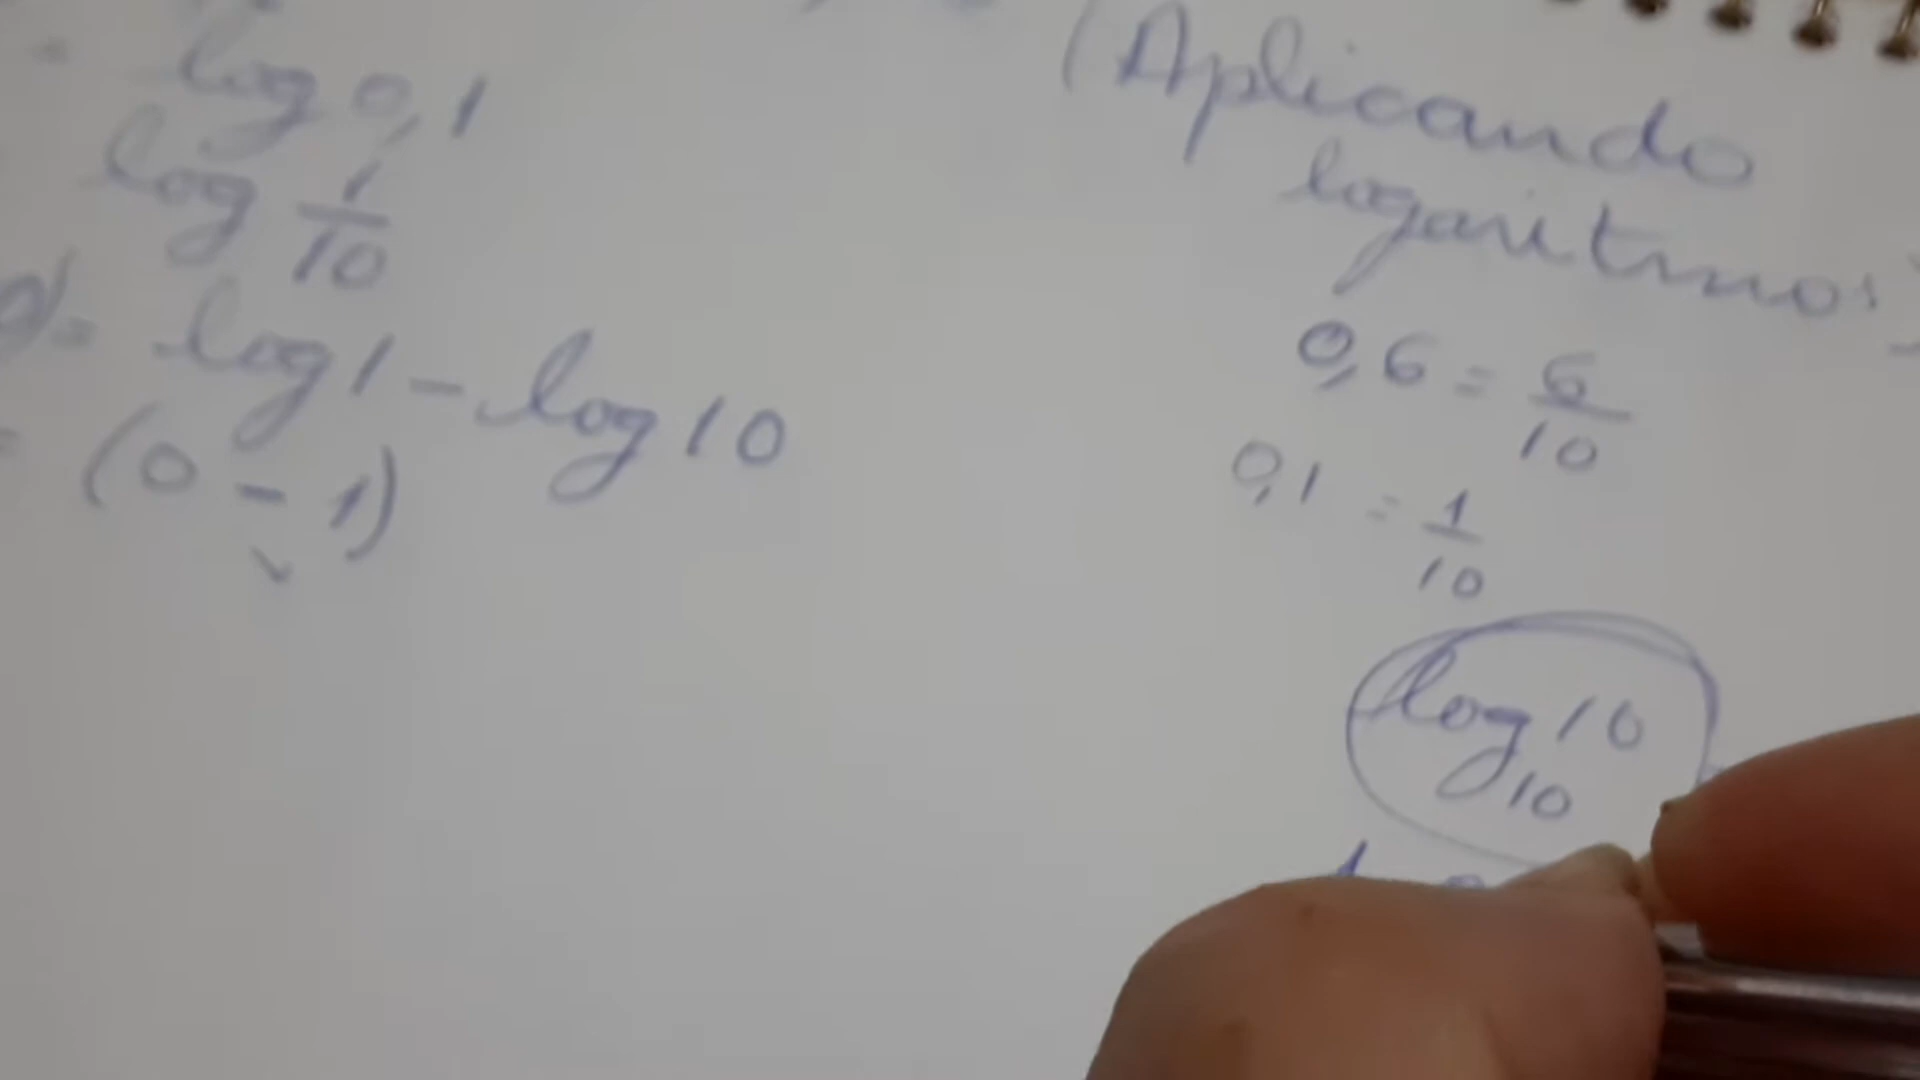 = log 0,1
log 1/10
)= log 1 - log 10
= (0 - 1)
(Aplicando
logaritmos)
0,6 = 6/10
0,1 = 1/10
log 10
10